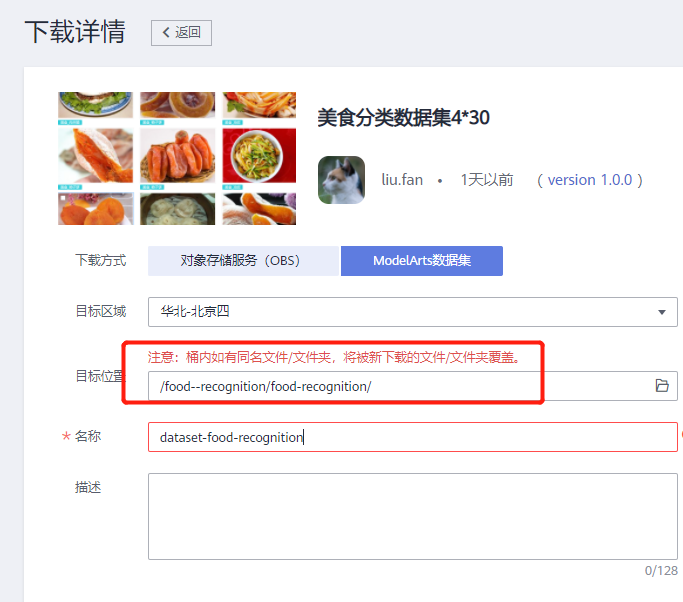 下载详情
返回
美食分类数据集4*30
liu.fan • 1天以前 ( version 1.0.0 )
下载方式 对象存储服务（OBS） ModelArts数据集
目标区域 华北-北京四
注意：桶内如有同名文件/文件夹，将被新下载的文件/文件夹覆盖。
目标位置 /food--recognition/food-recognition/
* 名称 dataset-food-recognition
描述
0/128